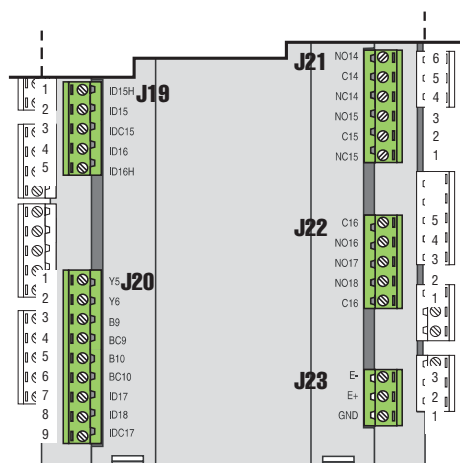 J19
1 ID15H
2 ID15
3 IDC15
4 ID16
5 ID16H
J20
1 Y5
2 Y6
3 B9
4 BC9
5 B10
6 BC10
7 ID17
8 ID18
9 IDC17
J21
NO14 6
C14 5
NC14 4
NO15 3
C15 2
NC15 1
J22
C16 5
NO16 4
NO17 3
NO18 2
C16 1
J23
E- 3
E+ 2
GND 1